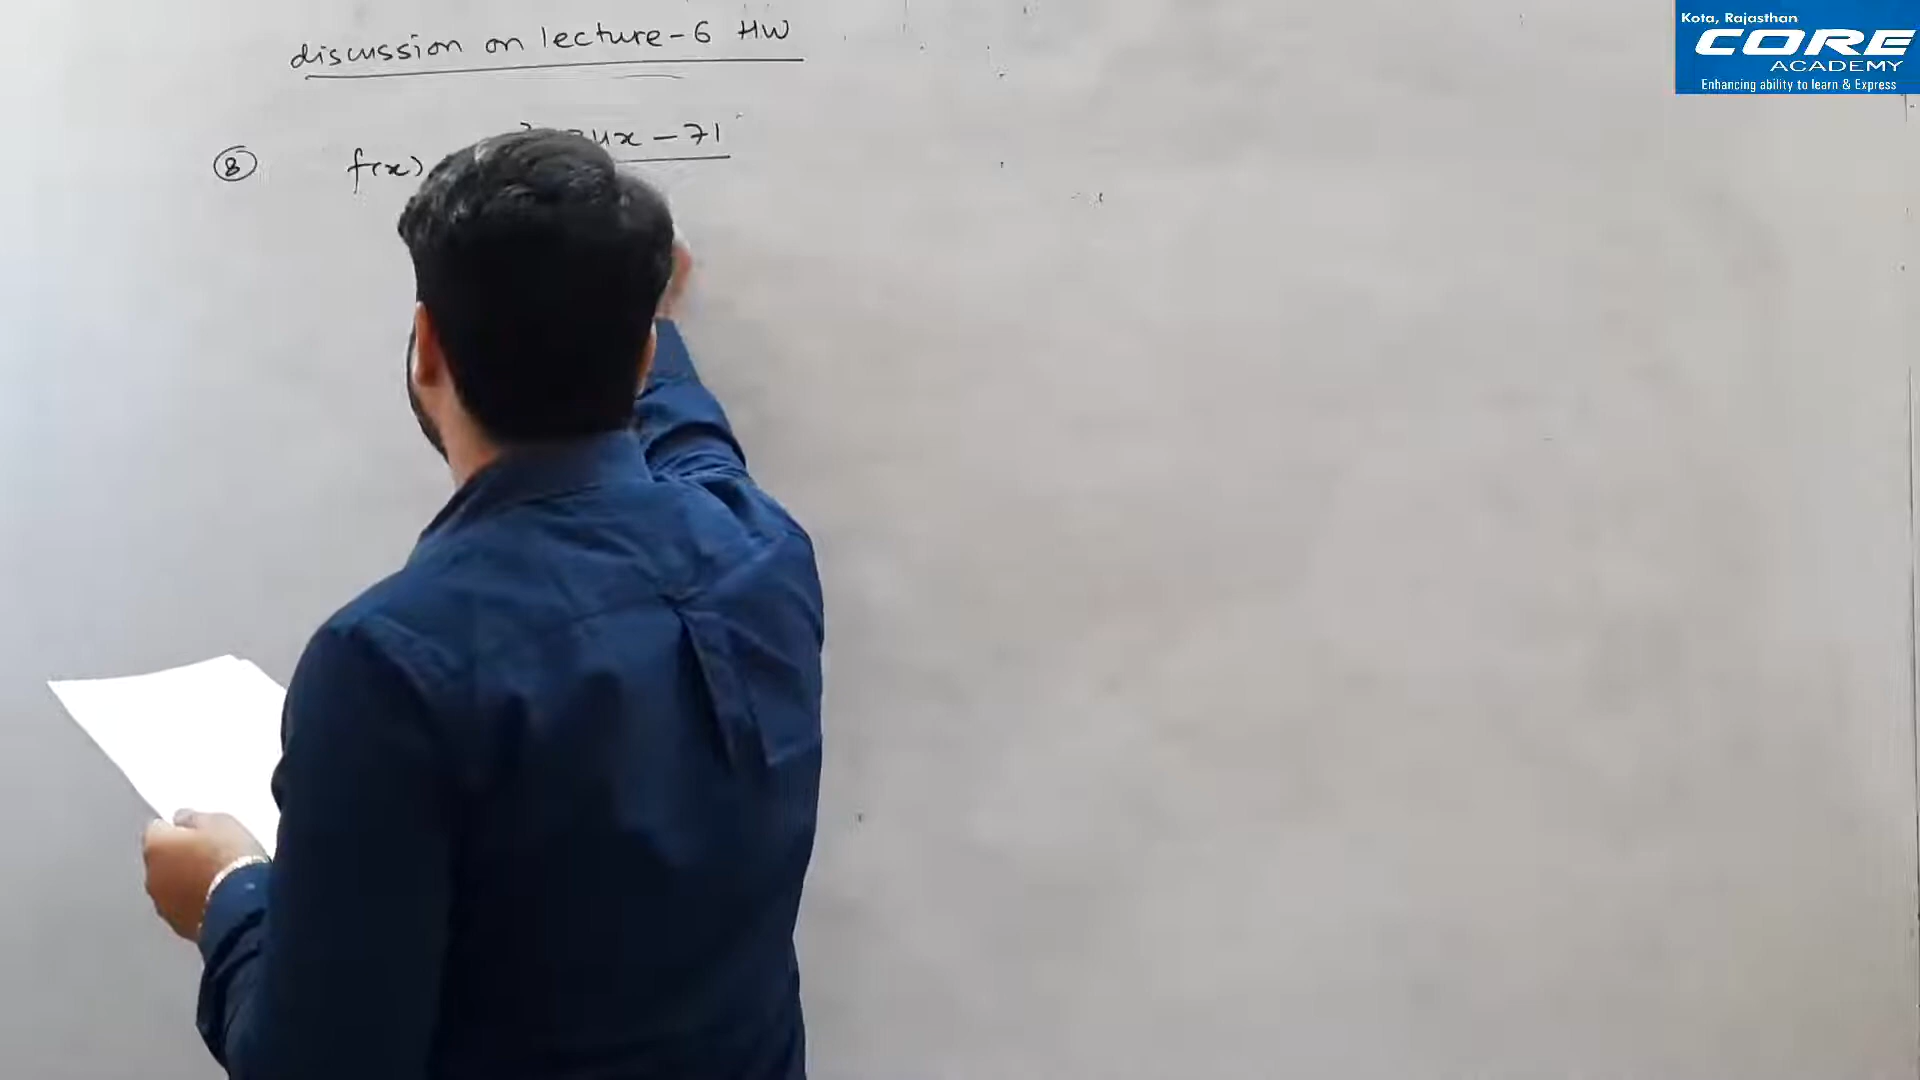 discussion on lecture-6 HW
Kota, Rajasthan
CORE
ACADEMY
Enhancing ability to learn & Express
8 f(x) 4x - 71